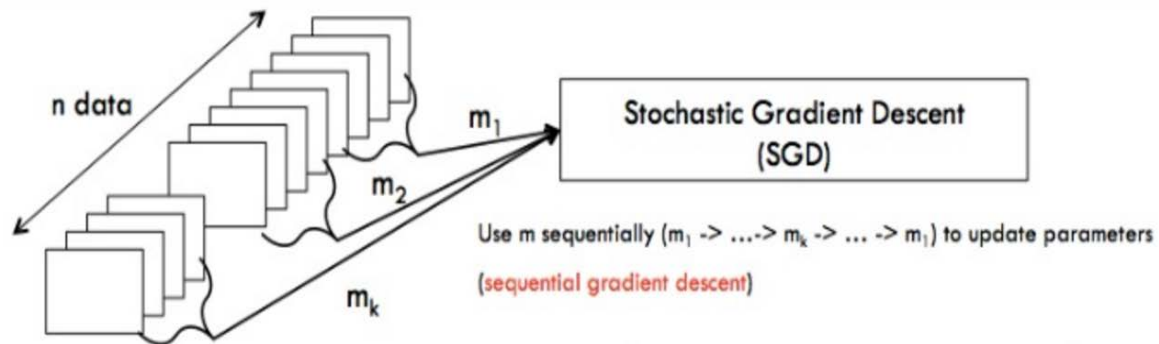 n data
m₁
m₂
mₖ
Stochastic Gradient Descent
(SGD)
Use m sequentially (m₁ -> ...-> mₖ -> ... -> m₁) to update parameters
(sequential gradient descent)